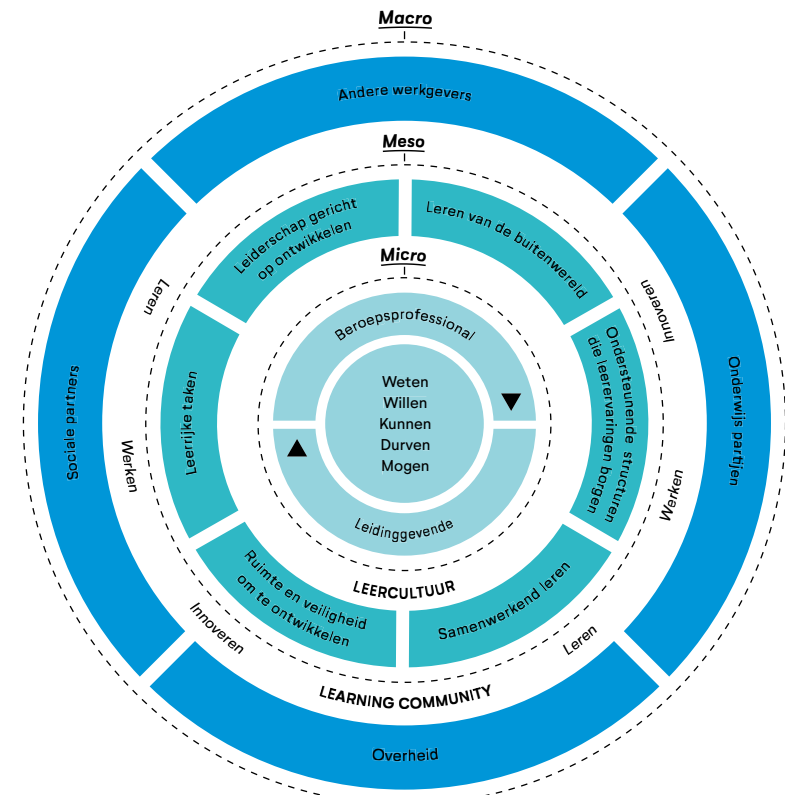 Macro
Andere werkgevers
Meso
Leiderschap gericht
op ontwikkelen
Leren van de buitenwereld
Micro
Leren
Innoveren
Beroepsprofessional
Weten
Willen
Kunnen
Durven
Mogen
Leidinggevende
Leerrijke taken
Ondersteunende structuren
die leerervaringen borgen
Sociale partners
Onderwijs partijen
Werken
Werken
LEERCULTUUR
Ruimte en veiligheid
om te ontwikkelen
Samenwerkend leren
Innoveren
Leren
LEARNING COMMUNITY
Overheid